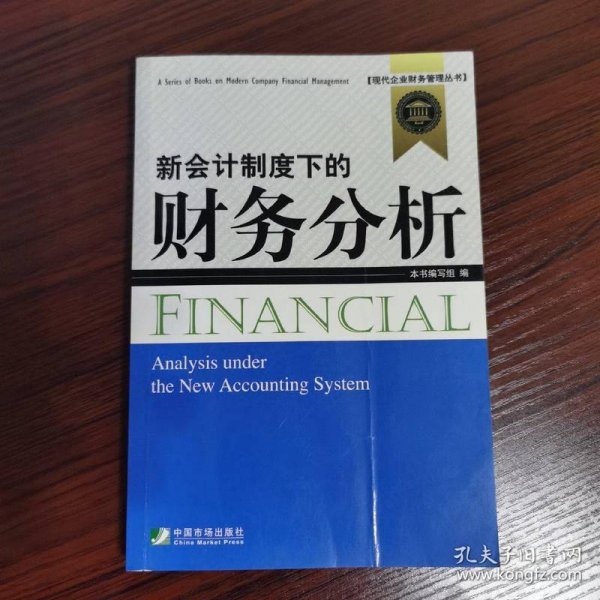 A Series of Books on Modern Company Financial Management
【现代企业财务管理丛书】
新会计制度下的
财务分析
本书编写组 编
FINANCIAL
Analysis under
the New Accounting System
中国市场出版社
China Market Press
孔夫子旧书网
www.kongfz.com